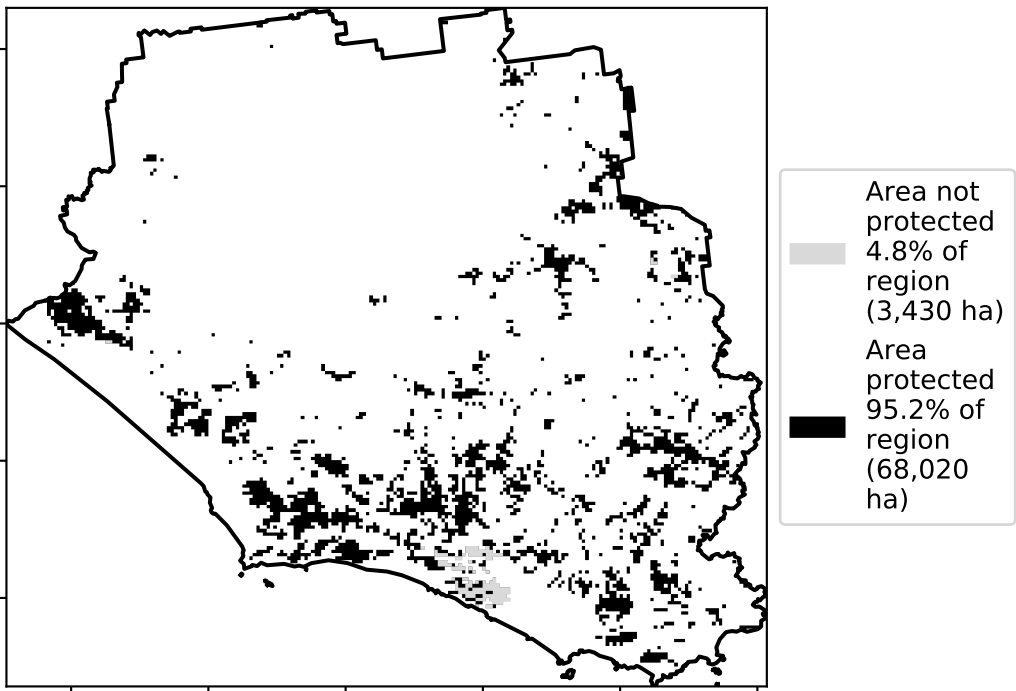 Area not
protected
4.8% of
region
(3,430 ha)
Area
protected
95.2% of
region
(68,020
ha)